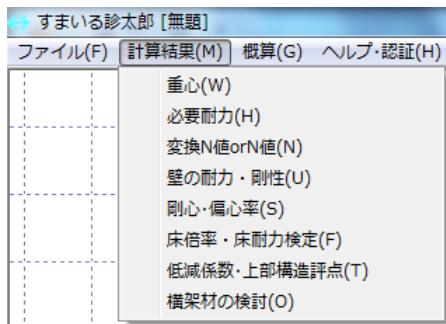 すまいる診太郎 [無題]
ファイル(F) 計算結果(M) 概算(G) ヘルプ・認証(H)
重心(W)
必要耐力(H)
変換N値orN値(N)
壁の耐力・剛性(U)
剛心・偏心率(S)
床倍率・床耐力検定(F)
低減係数・上部構造評点(T)
横架材の検討(O)